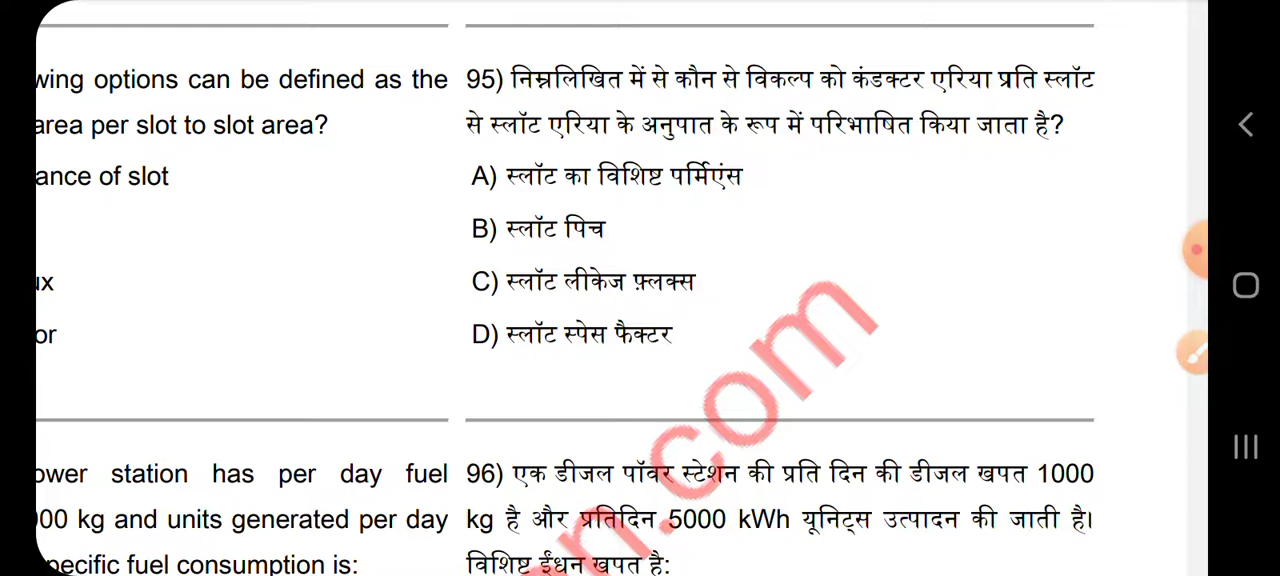 wing options can be defined as the
area per slot to slot area?
ance of slot
ux
or
95) निम्नलिखित में से कौन से विकल्प को कंडक्टर एरिया प्रति स्लॉट
से स्लॉट एरिया के अनुपात के रूप में परिभाषित किया जाता है?
A) स्लॉट का विशिष्ट पर्मिएंस
B) स्लॉट पिच
C) स्लॉट लीकेज फ़्लक्स
D) स्लॉट स्पेस फैक्टर
ower station has per day fuel
000 kg and units generated per day
pecific fuel consumption is:
96) एक डीजल पॉवर स्टेशन की प्रति दिन की डीजल खपत 1000
kg है और प्रतिदिन 5000 kWh यूनिट्स उत्पादन की जाती है।
विशिष्ट ईंधन खपत है:
n.com